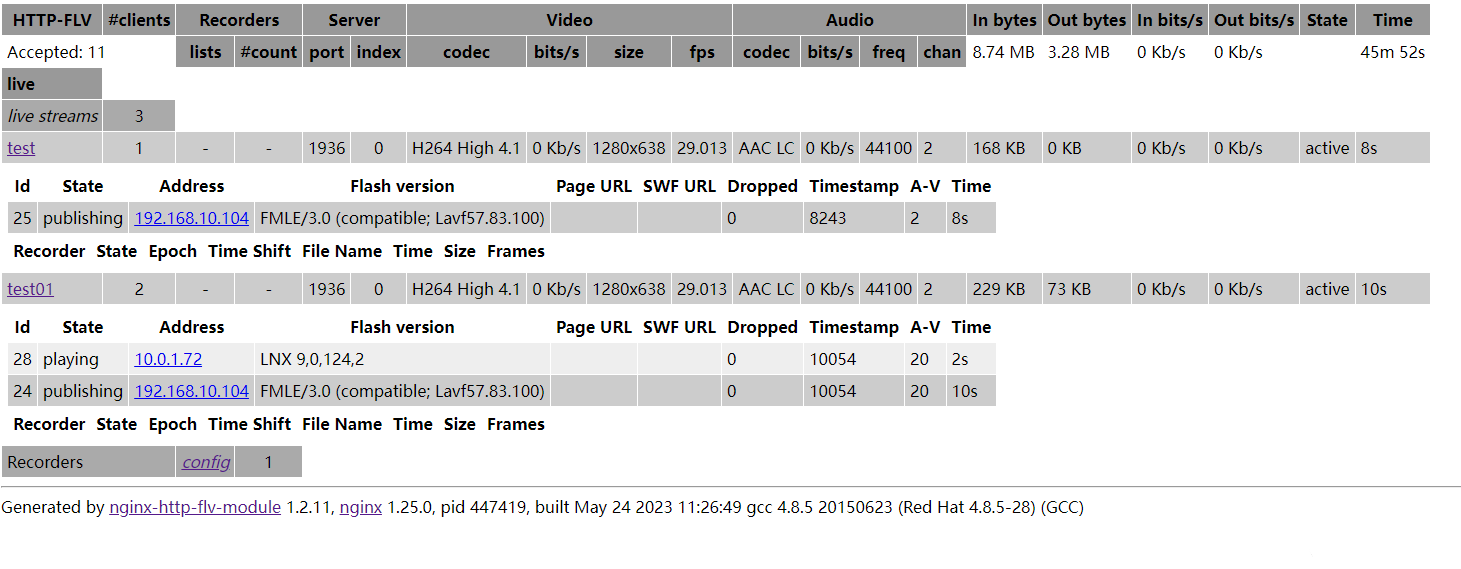 HTTP-FLV #clients Recorders Server Video Audio In bytes Out bytes In bits/s Out bits/s State Time
Accepted: 11 lists #count port index codec bits/s size fps codec bits/s freq chan 8.74 MB 3.28 MB 0 Kb/s 0 Kb/s 45m 52s
live
live streams 3
test 1 - - 1936 0 H264 High 4.1 0 Kb/s 1280x638 29.013 AAC LC 0 Kb/s 44100 2 168 KB 0 KB 0 Kb/s 0 Kb/s active 8s
Id State Address Flash version Page URL SWF URL Dropped Timestamp A-V Time
25 publishing 192.168.10.104 FMLE/3.0 (compatible; Lavf57.83.100) 0 8243 2 8s
Recorder State Epoch Time Shift File Name Time Size Frames
test01 2 - - 1936 0 H264 High 4.1 0 Kb/s 1280x638 29.013 AAC LC 0 Kb/s 44100 2 229 KB 73 KB 0 Kb/s 0 Kb/s active 10s
Id State Address Flash version Page URL SWF URL Dropped Timestamp A-V Time
28 playing 10.0.1.72 LNX 9,0,124,2 0 10054 20 2s
24 publishing 192.168.10.104 FMLE/3.0 (compatible; Lavf57.83.100) 0 10054 20 10s
Recorder State Epoch Time Shift File Name Time Size Frames
Recorders config 1
Generated by nginx-http-flv-module 1.2.11, nginx 1.25.0, pid 447419, built May 24 2023 11:26:49 gcc 4.8.5 20150623 (Red Hat 4.8.5-28) (GCC)